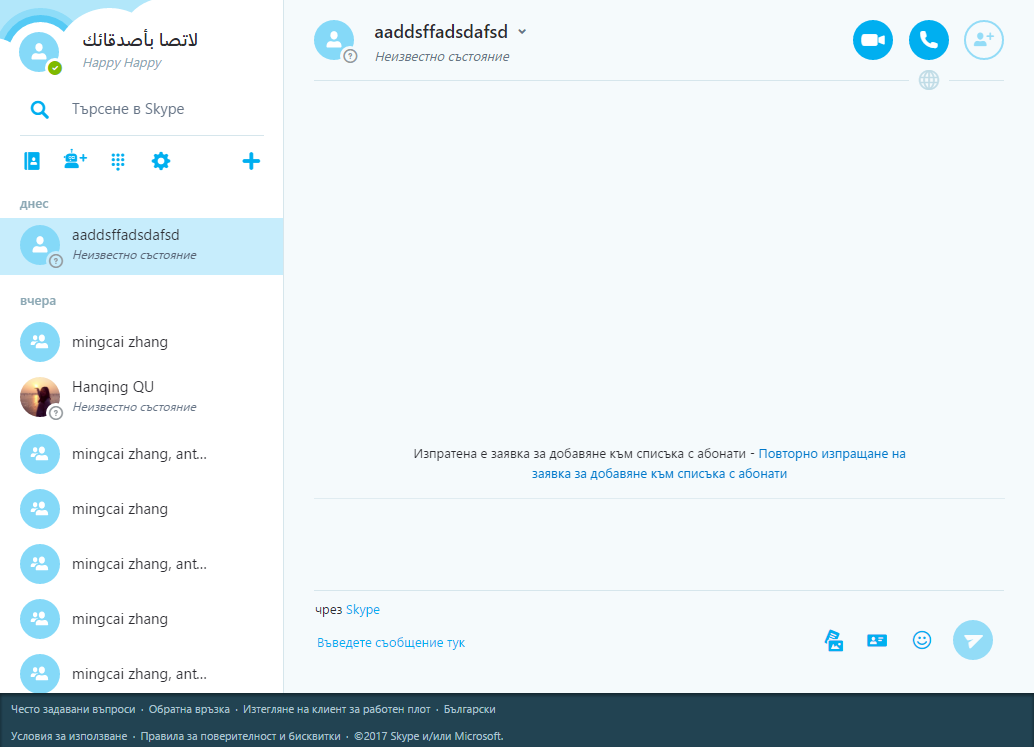 لاتصا بأصدقائك
Happy Happy
Търсене в Skype
днес
aaddsffadsdafsd
Неизвестно състояние
вчера
mingcai zhang
Hanqing QU
Неизвестно състояние
mingcai zhang, ant...
mingcai zhang
mingcai zhang, ant...
mingcai zhang
mingcai zhang, ant...
aaddsffadsdafsd
Неизвестно състояние
Изпратена е заявка за добавяне към списъка с абонати - Повторно изпращане на
заявка за добавяне към списъка с абонати
чрез Skype
Въведете съобщение тук
Често задавани въпроси · Обратна връзка · Изтегляне на клиент за работен плот · Български
Условия за използване · Правила за поверителност и бисквитки · ©2017 Skype и/или Microsoft.